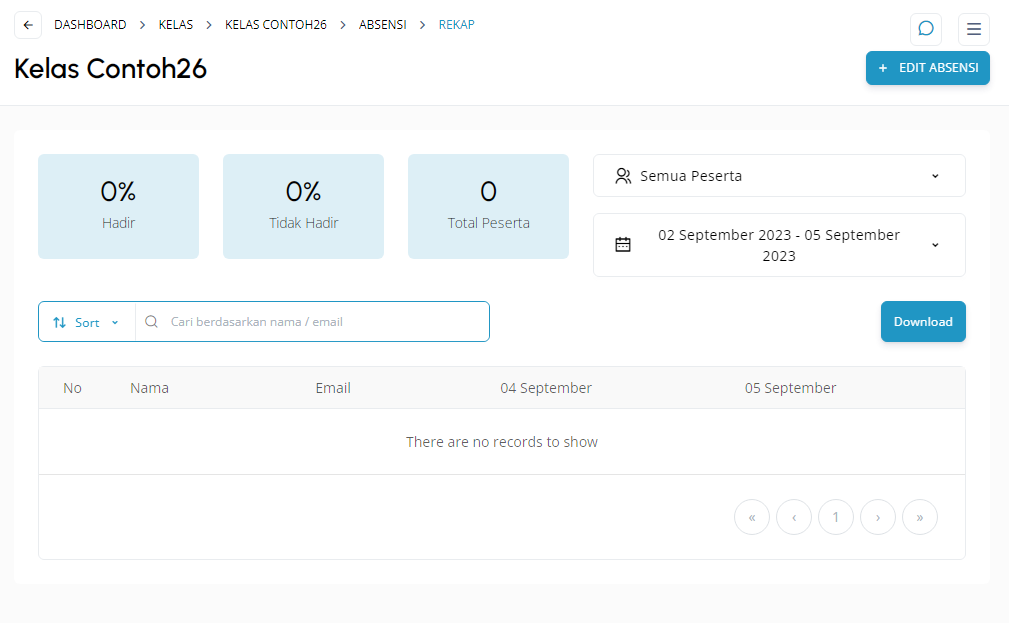 DASHBOARD > KELAS > KELAS CONTOH26 > ABSENSI > REKAP
Kelas Contoh26
+ EDIT ABSENSI
0%
Hadir
0%
Tidak Hadir
0
Total Peserta
Semua Peserta
02 September 2023 - 05 September
2023
Sort
Cari berdasarkan nama / email
Download
No Nama Email 04 September 05 September
There are no records to show
« ‹ 1 › »